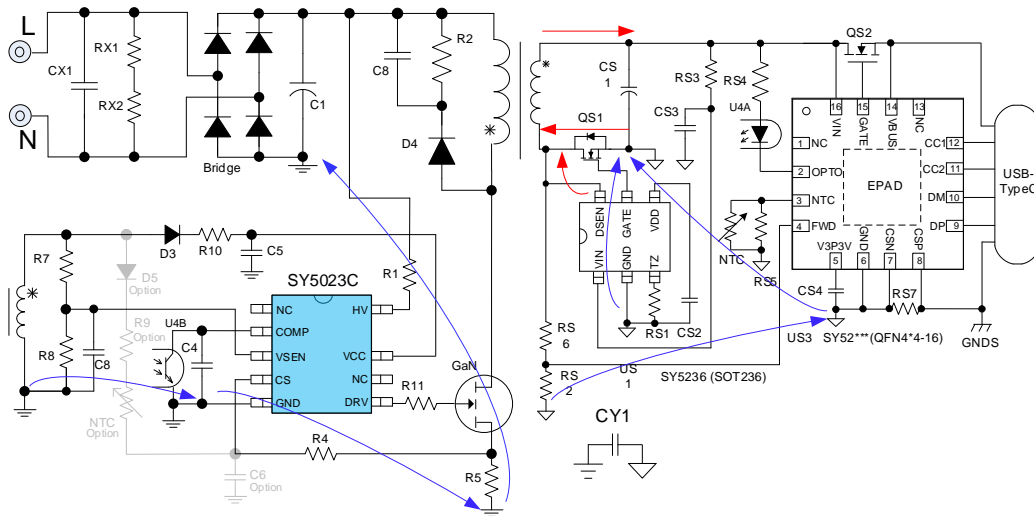 L
N
CX1
RX1
RX2
Bridge
C1
C8
R2
*
D4
*
CS
1
QS1
RS3
CS3
RS4
U4A
QS2
16
VIN
15
GATE
14
VBUS
13
NC
1
NC
2
OPTO
3
NTC
4
FWD
EPAD
CC1
12
CC2
11
DM
10
DP
9
V3P3V
5
GND
6
CSN
7
CSP
8
USB-
TypeC
NTC
RS5
CS4
RS7
US3
SY52***(QFN4*4-16)
GNDS
DSEN
GATE
VDD
VIN
GND
TZ
RS1
CS2
US
1
SY5236 (SOT236)
RS
6
RS
2
CY1
*
R7
R8
C8
D5
Option
R9
Option
NTC
Option
C6
Option
D3
R10
C5
U4B
C4
R1
SY5023C
NC
COMP
VSEN
CS
GND
HV
VCC
NC
DRV
R11
GaN
R4
R5